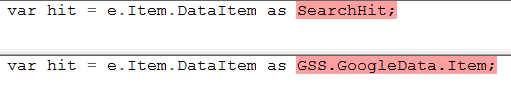 var hit = e.Item.DataItem as SearchHit;
var hit = e.Item.DataItem as GSS.GoogleData.Item;